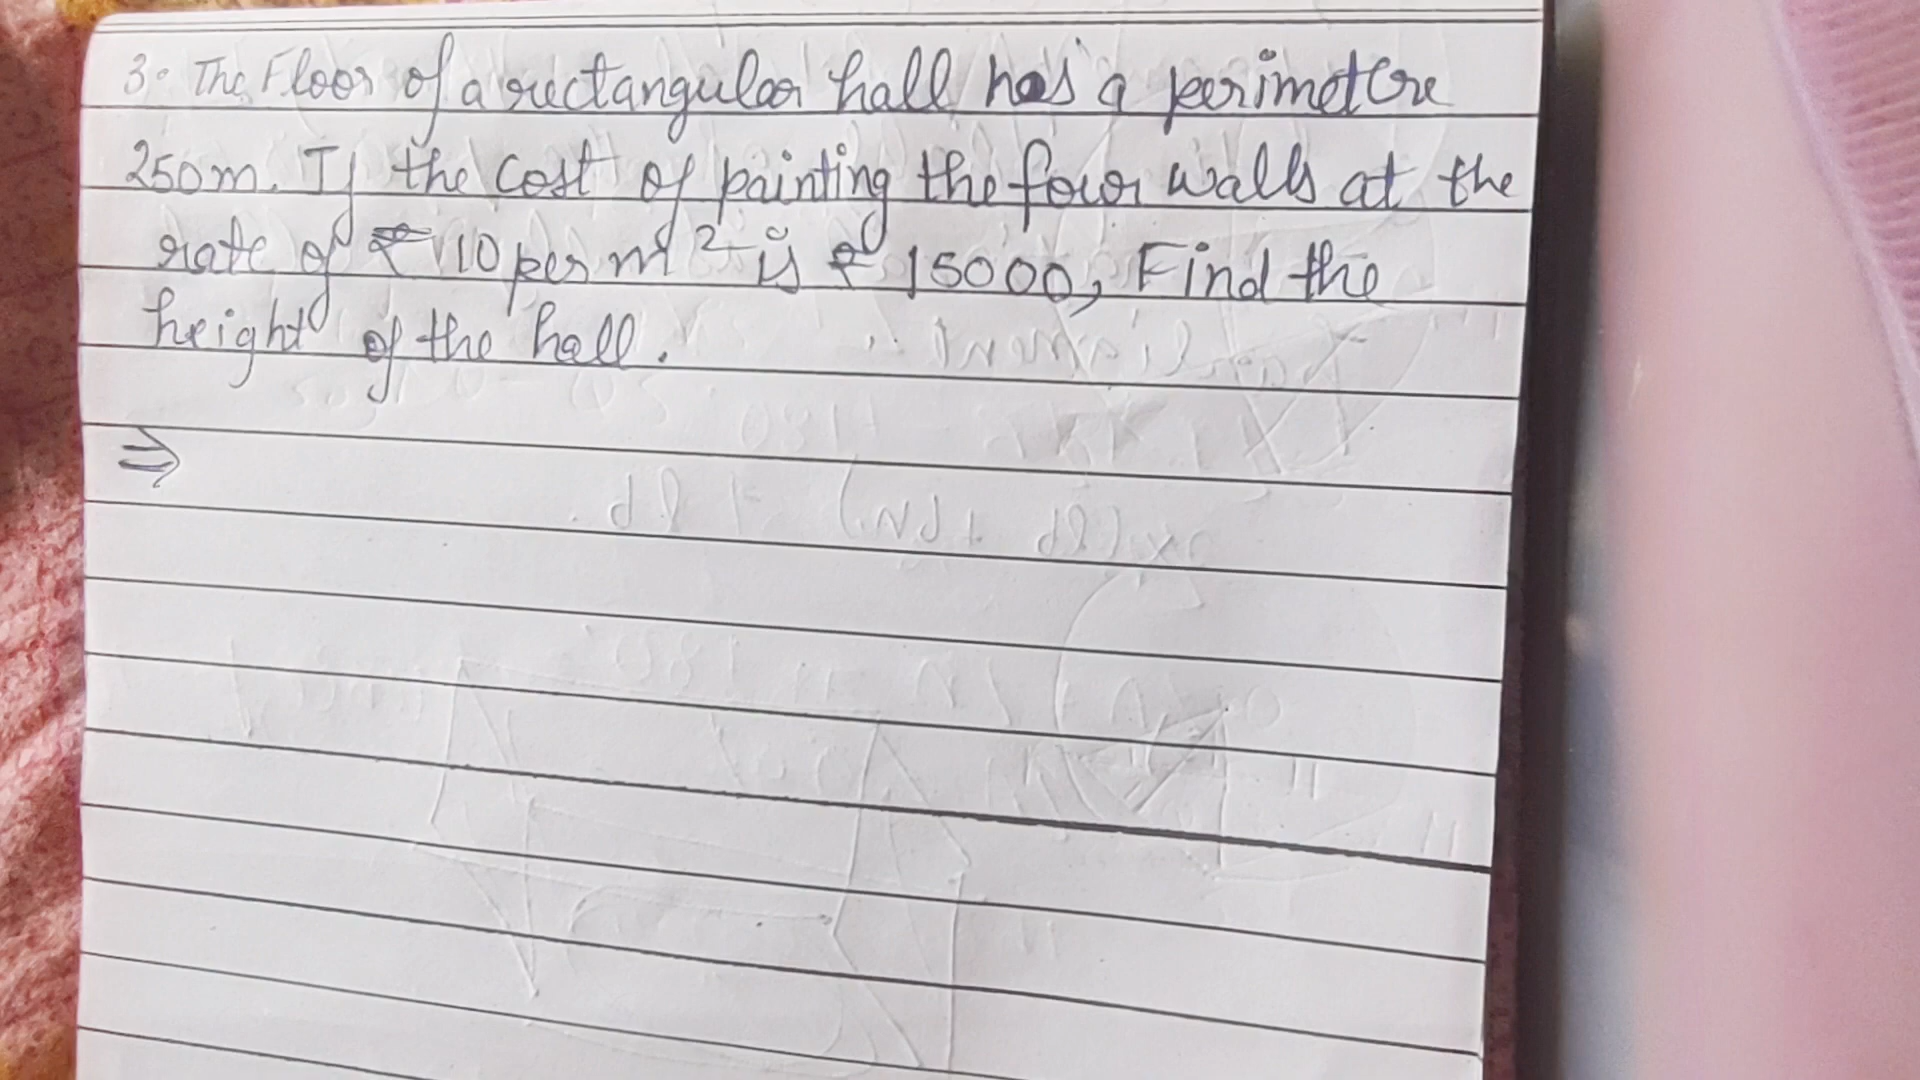 3. The Floor of a rectangular hall has a perimetre
250m. If the cost of painting the four walls at the
rate of ₹ 10 per m² is ₹ 15000, Find the
height of the hall.
⇒